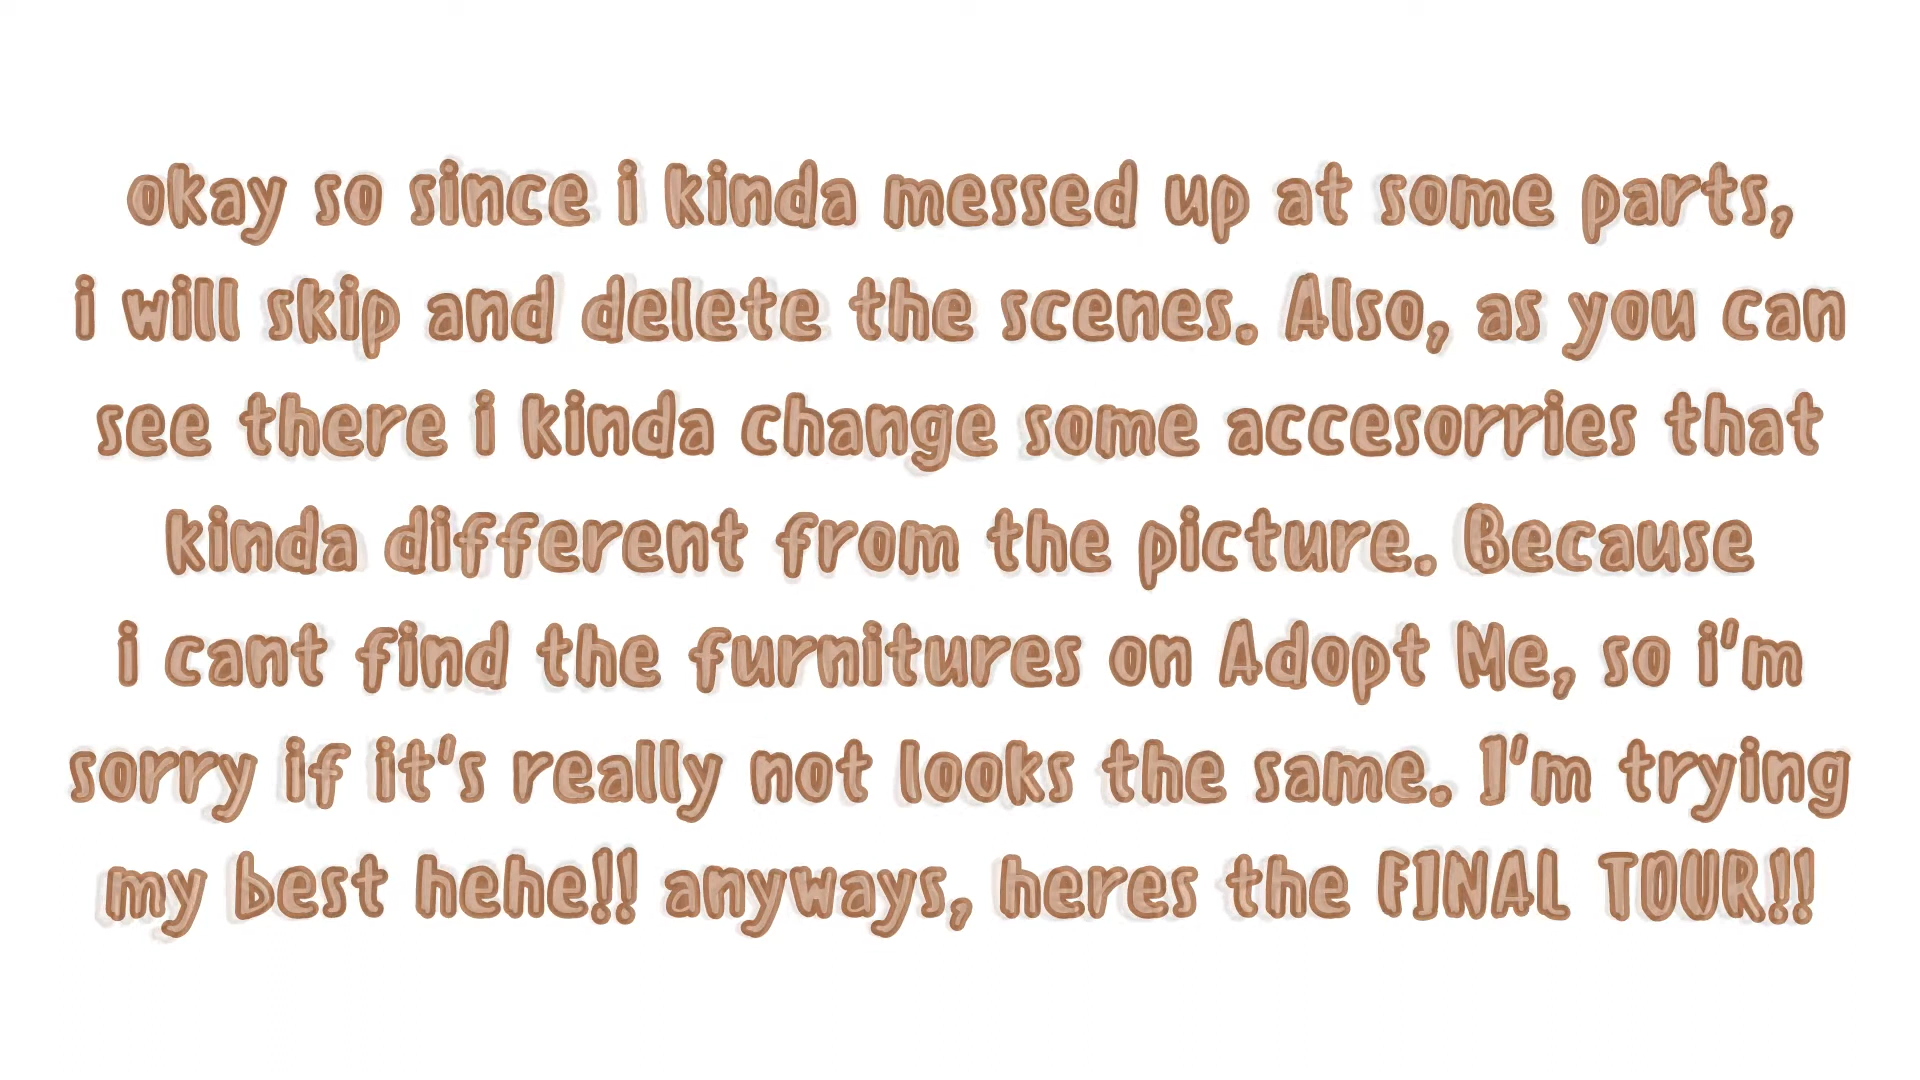 okay so since i kinda messed up at some parts,
i will skip and delete the scenes. Also, as you can
see there i kinda change some accesorries that
kinda different from the picture. Because
i cant find the furnitures on Adopt Me, so i'm
sorry if it's really not looks the same. I'm trying
my best hehe!! anyways, heres the FINAL TOUR!!